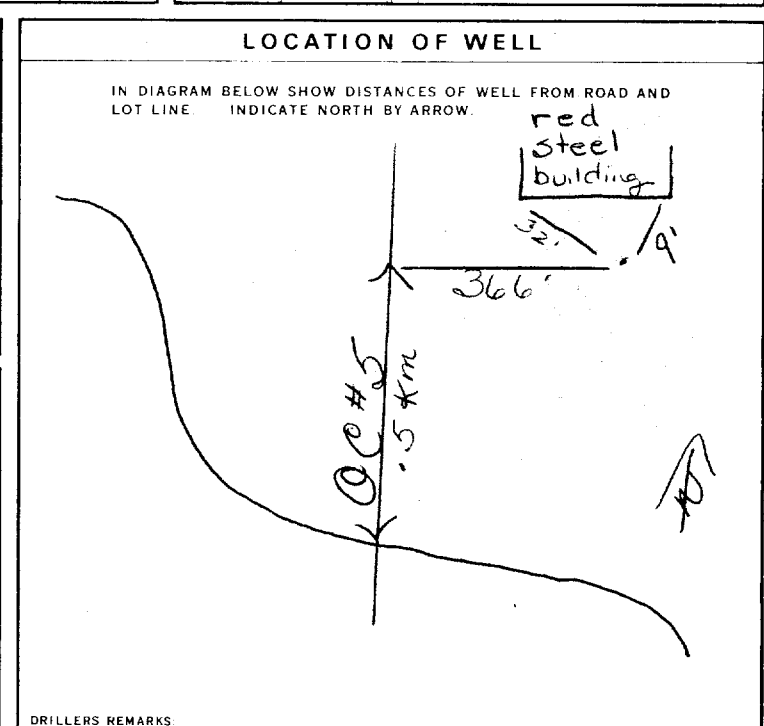 LOCATION OF WELL
IN DIAGRAM BELOW SHOW DISTANCES OF WELL FROM ROAD AND
LOT LINE. INDICATE NORTH BY ARROW.
red
steel
building
9'
366'
OC#5
.5 km
N
DRILLERS REMARKS: